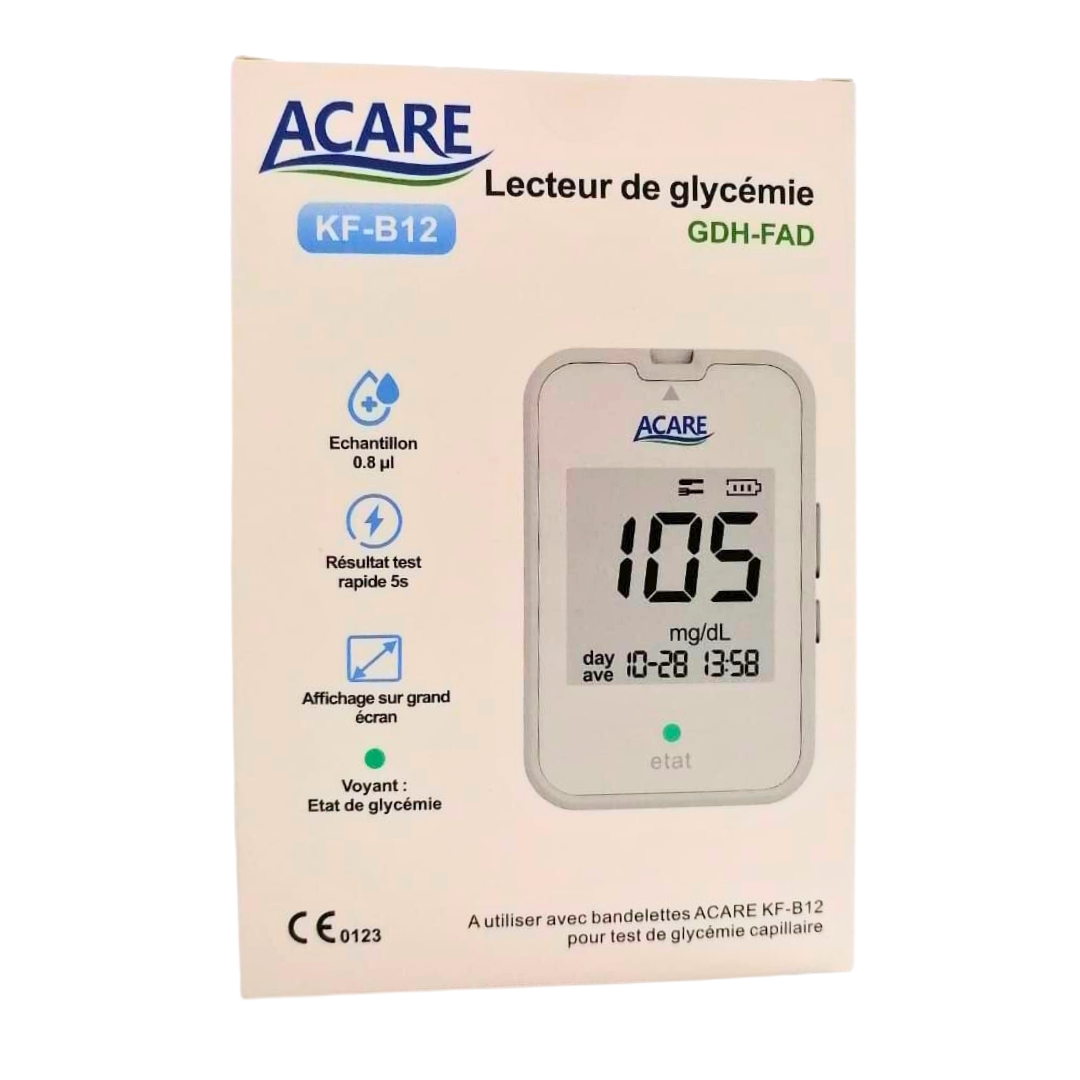 ACARE
Lecteur de glycémie
KF-B12
GDH-FAD
Echantillon
0.8 µl
Résultat test
rapide 5s
Affichage sur grand
écran
Voyant :
Etat de glycémie
ACARE
105
mg/dL
day
ave 10-28 13:58
etat
CE 0123
A utiliser avec bandelettes ACARE KF-B12
pour test de glycémie capillaire